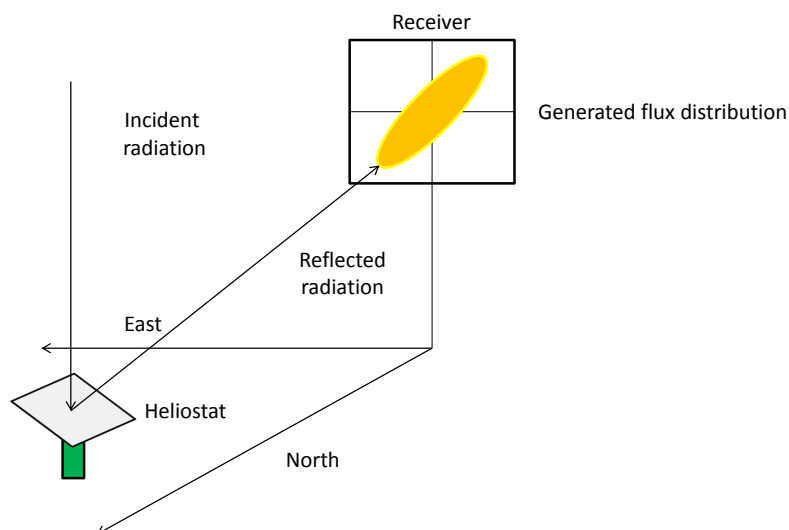 Receiver
Incident
radiation
Generated flux distribution
Reflected
radiation
East
Heliostat
North